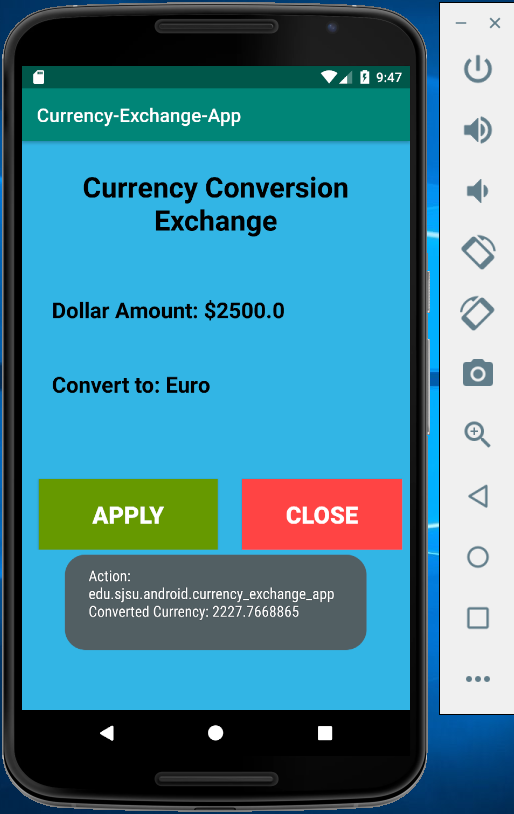 9:47
Currency-Exchange-App
Currency Conversion
Exchange
Dollar Amount: $2500.0
Convert to: Euro
APPLY CLOSE
Action:
edu.sjsu.android.currency_exchange_app
Converted Currency: 2227.7668865